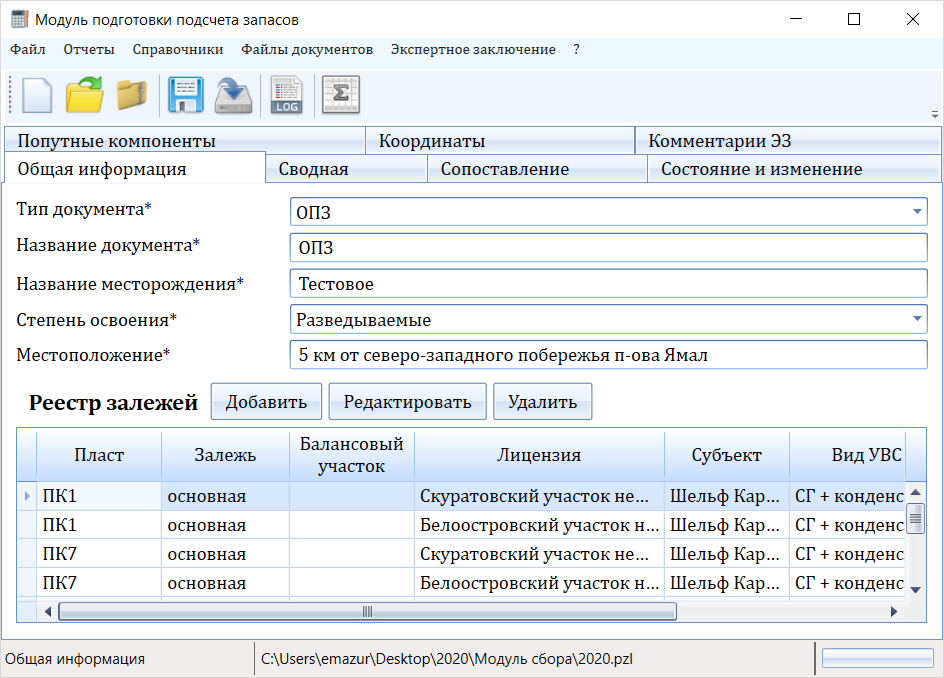 Модуль подготовки подсчета запасов
Файл Отчеты Справочники Файлы документов Экспертное заключение ?
LOG Σ
Попутные компоненты Координаты Комментарии ЭЗ
Общая информация Сводная Сопоставление Состояние и изменение
Тип документа* ОПЗ
Название документа* ОПЗ
Название месторождения* Тестовое
Степень освоения* Разведываемые
Местоположение* 5 км от северо-западного побережья п-ова Ямал
Реестр залежей Добавить Редактировать Удалить
Пласт Залежь Балансовый участок Лицензия Субъект Вид УВС
ПК1 основная Скуратовский участок не... Шельф Кар... СГ + конденс
ПК1 основная Белоостровский участок н... Шельф Кар... СГ + конденс
ПК7 основная Скуратовский участок не... Шельф Кар... СГ + конденс
ПК7 основная Белоостровский участок н... Шельф Кар... СГ + конденс
Общая информация C:\Users\emazur\Desktop\2020\Модуль сбора\2020.pzl